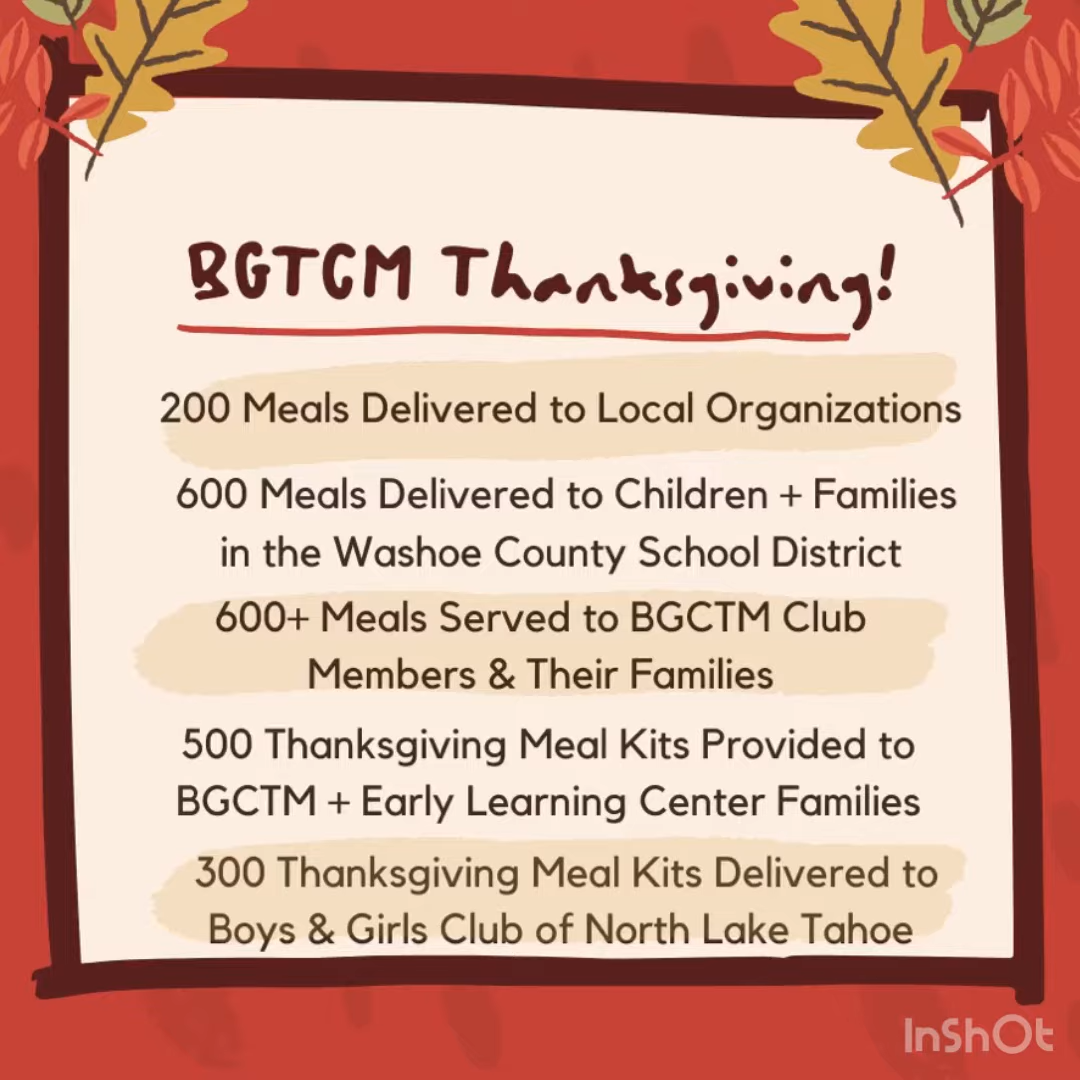 BGTCM Thanksgiving!
200 Meals Delivered to Local Organizations
600 Meals Delivered to Children + Families
in the Washoe County School District
600+ Meals Served to BGCTM Club
Members & Their Families
500 Thanksgiving Meal Kits Provided to
BGCTM + Early Learning Center Families
300 Thanksgiving Meal Kits Delivered to
Boys & Girls Club of North Lake Tahoe
InShOt